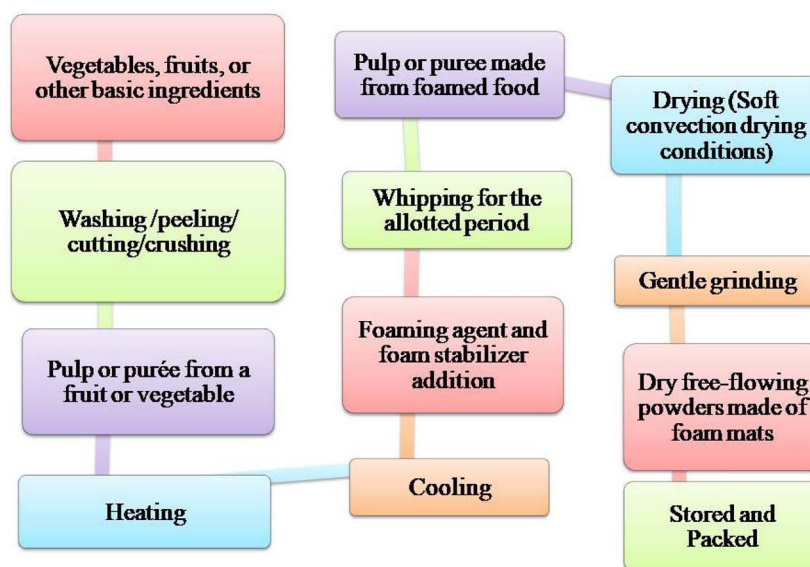 Vegetables, fruits, or
other basic ingredients
Washing /peeling/
cutting/crushing
Pulp or purée from a
fruit or vegetable
Heating
Cooling
Foaming agent and
foam stabilizer
addition
Whipping for the
allotted period
Pulp or puree made
from foamed food
Drying (Soft
convection drying
conditions)
Gentle grinding
Dry free-flowing
powders made of
foam mats
Stored and
Packed